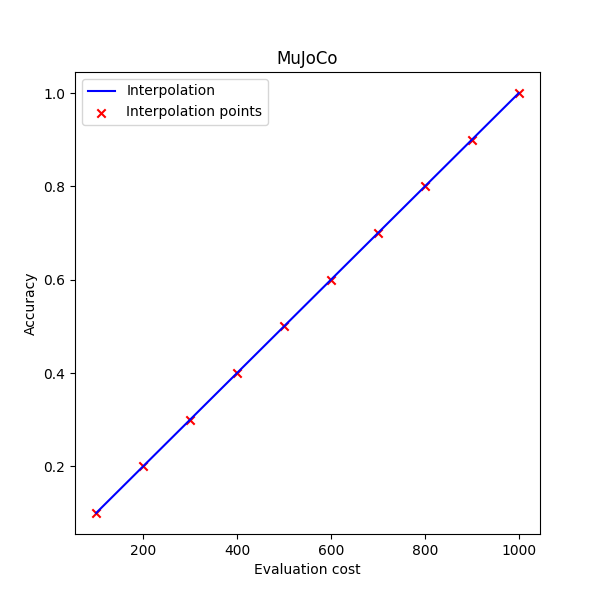 MuJoCo
Interpolation
Interpolation points
Accuracy
1.0
0.8
0.6
0.4
0.2
200 400 600 800 1000
Evaluation cost